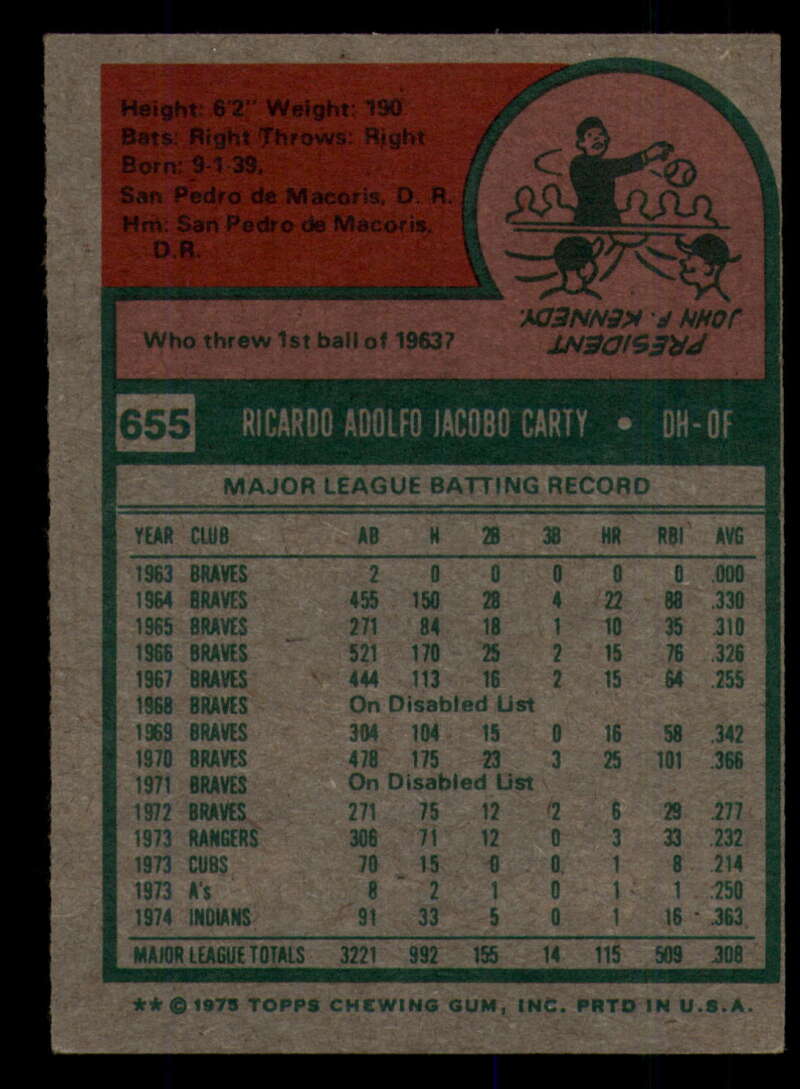 Height: 6'2" Weight: 190
Bats: Right Throws: Right
Born: 9-1-39,
San Pedro de Macoris, D. R.
Hm: San Pedro de Macoris,
D.R.
Who threw 1st ball of 1963?
PRESIDENT
JOHN F. KENNEDY.
655 RICARDO ADOLFO JACOBO CARTY • DH-OF
MAJOR LEAGUE BATTING RECORD
YEAR CLUB AB H 2B 3B HR RBI AVG
1963 BRAVES 2 0 0 0 0 0 .000
1964 BRAVES 455 150 28 4 22 88 .330
1965 BRAVES 271 84 18 1 10 35 .310
1966 BRAVES 521 170 25 2 15 76 .326
1967 BRAVES 444 113 16 2 15 64 .255
1968 BRAVES On Disabled List
1969 BRAVES 304 104 15 0 16 58 .342
1970 BRAVES 478 175 23 3 25 101 .366
1971 BRAVES On Disabled List
1972 BRAVES 271 75 12 2 6 29 .277
1973 RANGERS 306 71 12 0 3 33 .232
1973 CUBS 70 15 0 0 1 8 .214
1973 A's 8 2 1 0 1 1 .250
1974 INDIANS 91 33 5 0 1 16 .363
MAJOR LEAGUE TOTALS 3221 992 155 14 115 509 .308
** © 1975 TOPPS CHEWING GUM, INC. PRTD IN U.S.A.